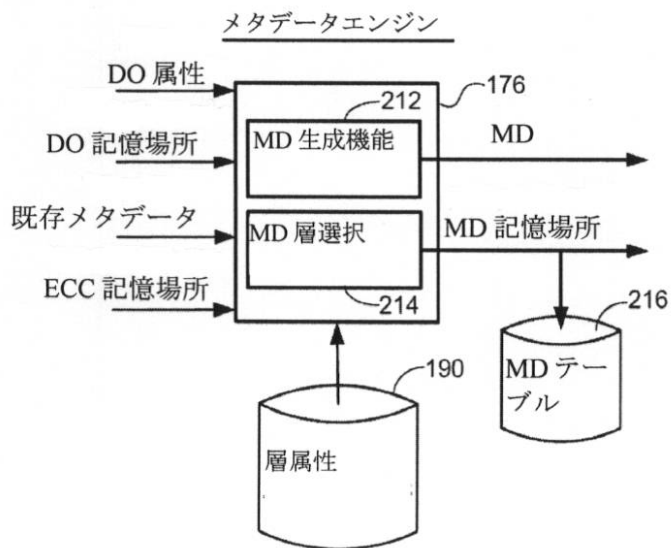 メタデータエンジン
DO 属性
212
176
DO 記憶場所
MD 生成機能
MD
既存メタデータ
MD 層選択
MD 記憶場所
ECC 記憶場所
214
216
MD テー
ブル
190
層属性